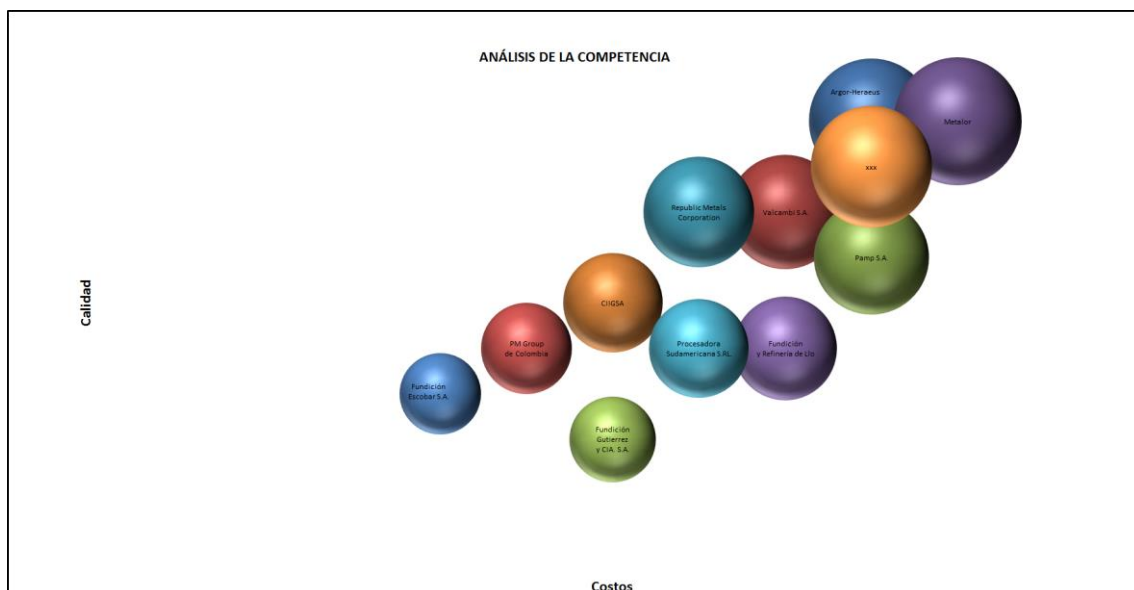 ANÁLISIS DE LA COMPETENCIA
Argor-Heraeus
Metalor
xxx
Republic Metals
Corporation
Valcambi S.A.
Pamp S.A.
Calidad
CIIGSA
PM Group
de Colombia
Procesadora
Sudamericana S.RL.
Fundición
y Refinería de Llo
Fundición
Escobar S.A.
Fundición
Gutierrez
y CIA. S.A.
Costos